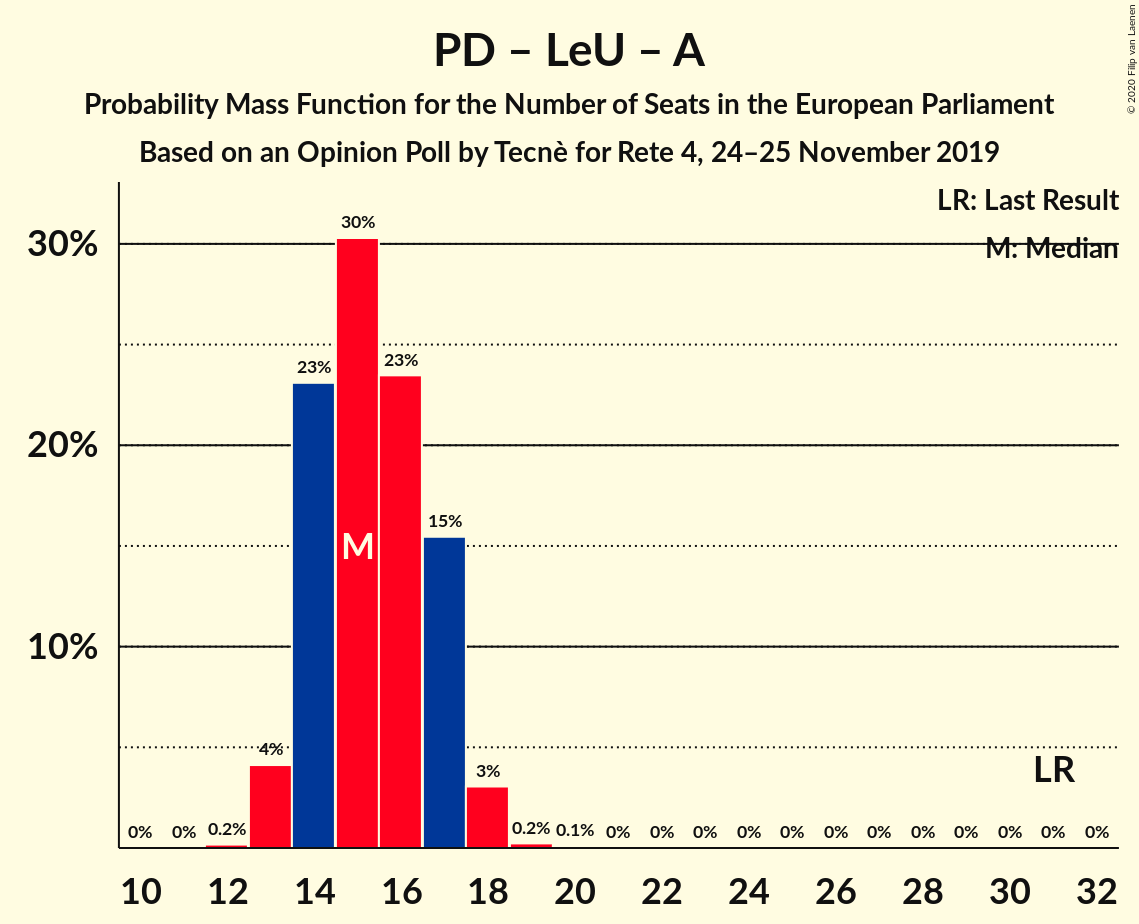 © 2020 Filip van Laenen
PD – LeU – A
Probability Mass Function for the Number of Seats in the European Parliament
Based on an Opinion Poll by Tecnè for Rete 4, 24–25 November 2019
LR: Last Result
M: Median
30%
20%
10%
0% 0% 0.2% 4% 23% 30% 23% 15% 3% 0.2% 0.1% 0% 0% 0% 0% 0% 0% 0% 0% 0% 0% 0% 0%
M
LR
10 12 14 16 18 20 22 24 26 28 30 32